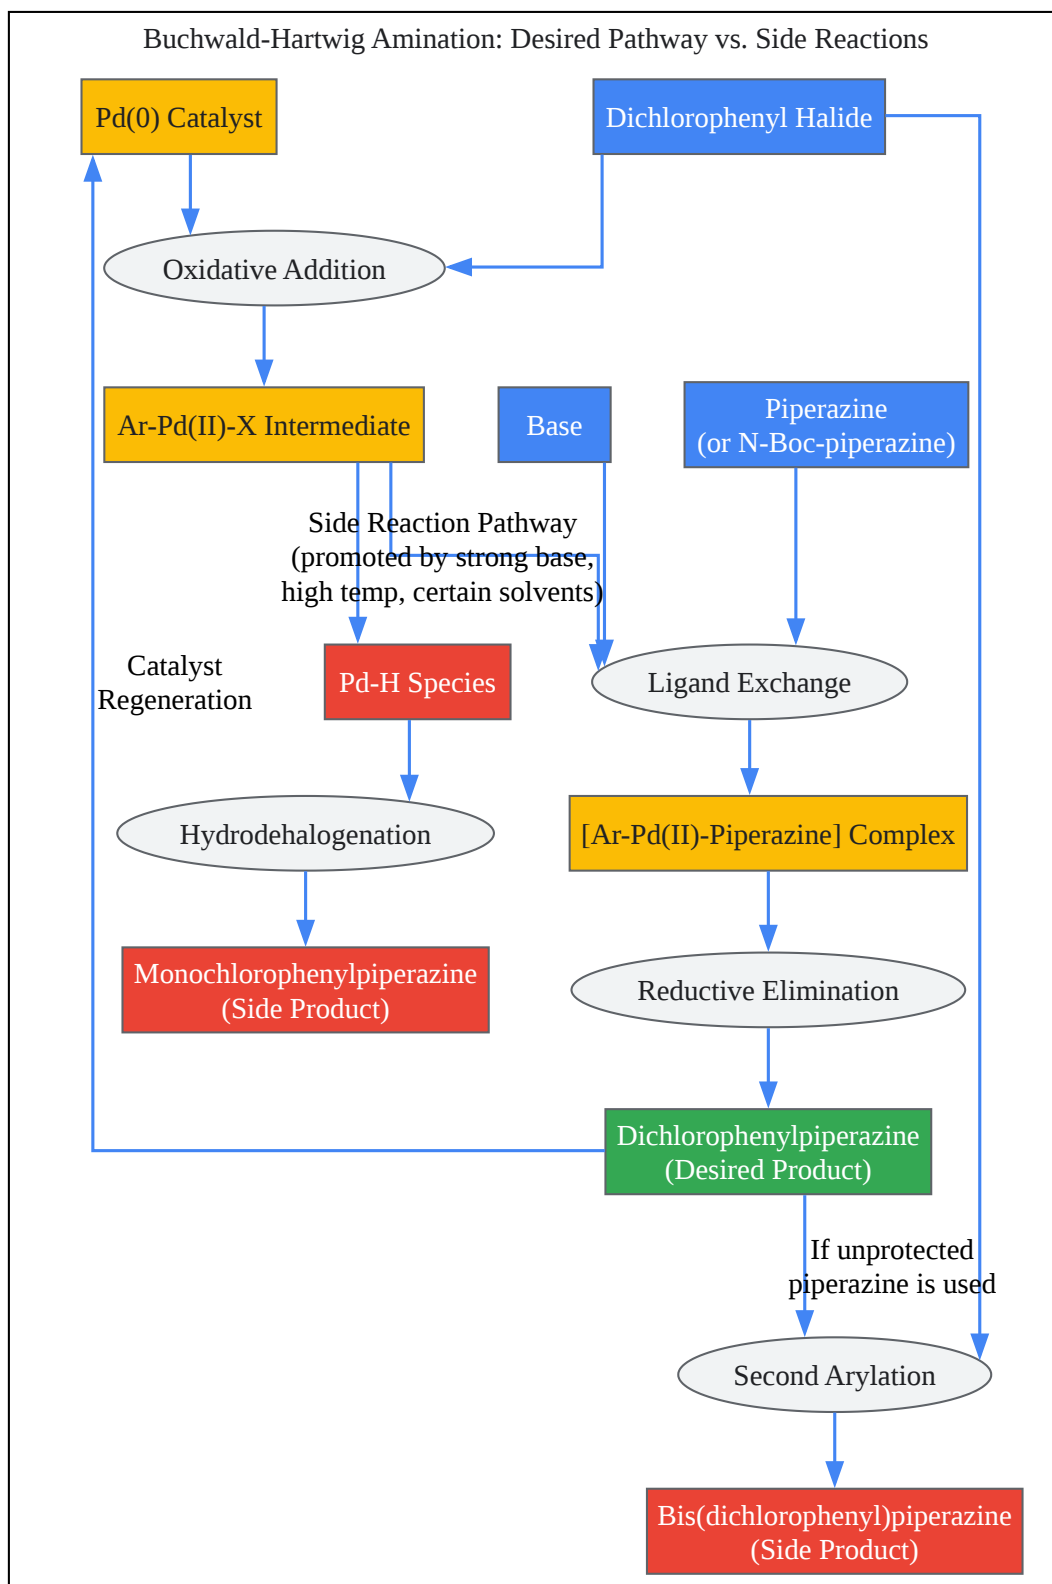 Buchwald-Hartwig Amination: Desired Pathway vs. Side Reactions
Pd(0) Catalyst
Dichlorophenyl Halide
Oxidative Addition
Ar-Pd(II)-X Intermediate
Base
Piperazine
(or N-Boc-piperazine)
Side Reaction Pathway
(promoted by strong base,
high temp, certain solvents)
Catalyst
Regeneration
Pd-H Species
Ligand Exchange
Hydrodehalogenation
[Ar-Pd(II)-Piperazine] Complex
Monochlorophenylpiperazine
(Side Product)
Reductive Elimination
Dichlorophenylpiperazine
(Desired Product)
If unprotected
piperazine is used
Second Arylation
Bis(dichlorophenyl)piperazine
(Side Product)